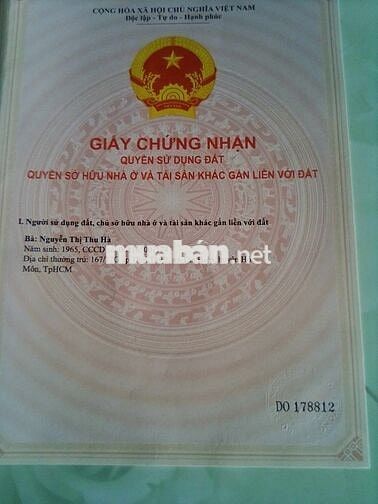 CỘNG HÒA XÃ HỘI CHỦ NGHĨA VIỆT NAM
Độc lập - Tự do - Hạnh phúc
GIẤY CHỨNG NHẬN
QUYỀN SỬ DỤNG ĐẤT
QUYỀN SỞ HỮU NHÀ Ở VÀ TÀI SẢN KHÁC GẮN LIỀN VỚI ĐẤT
I. Người sử dụng đất, chủ sở hữu nhà ở và tài sản khác gắn liền với đất
Bà: Nguyễn Thị Thu Hà
muaban.net
Năm sinh: 1965, CCCD
Địa chỉ thường trú: 167/
Môn, TpHCM
DO 178812